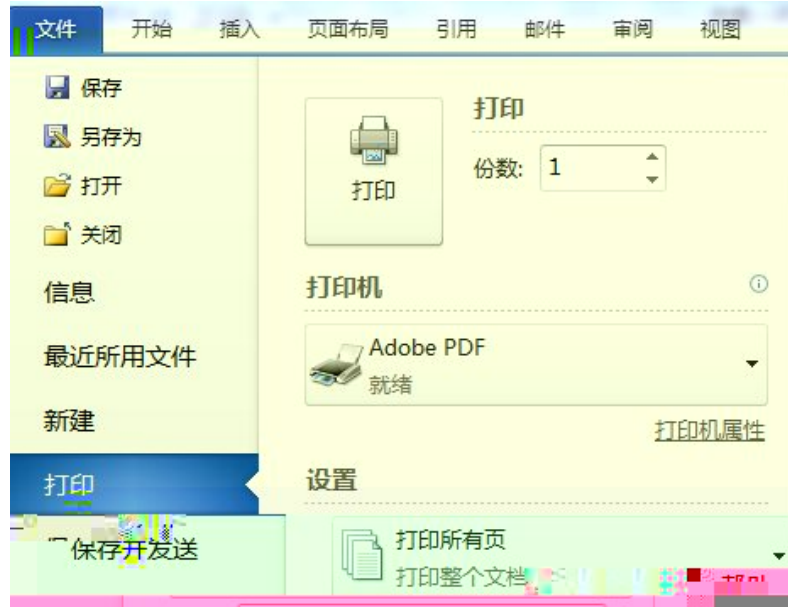 文件 开始 插入 页面布局 引用 邮件 审阅 视图
保存
另存为
打开
关闭
信息
最近所用文件
新建
打印
保存并发送
打印
打印
份数: 1
打印机
Adobe PDF
就绪
打印机属性
设置
打印所有页
打印整个文档